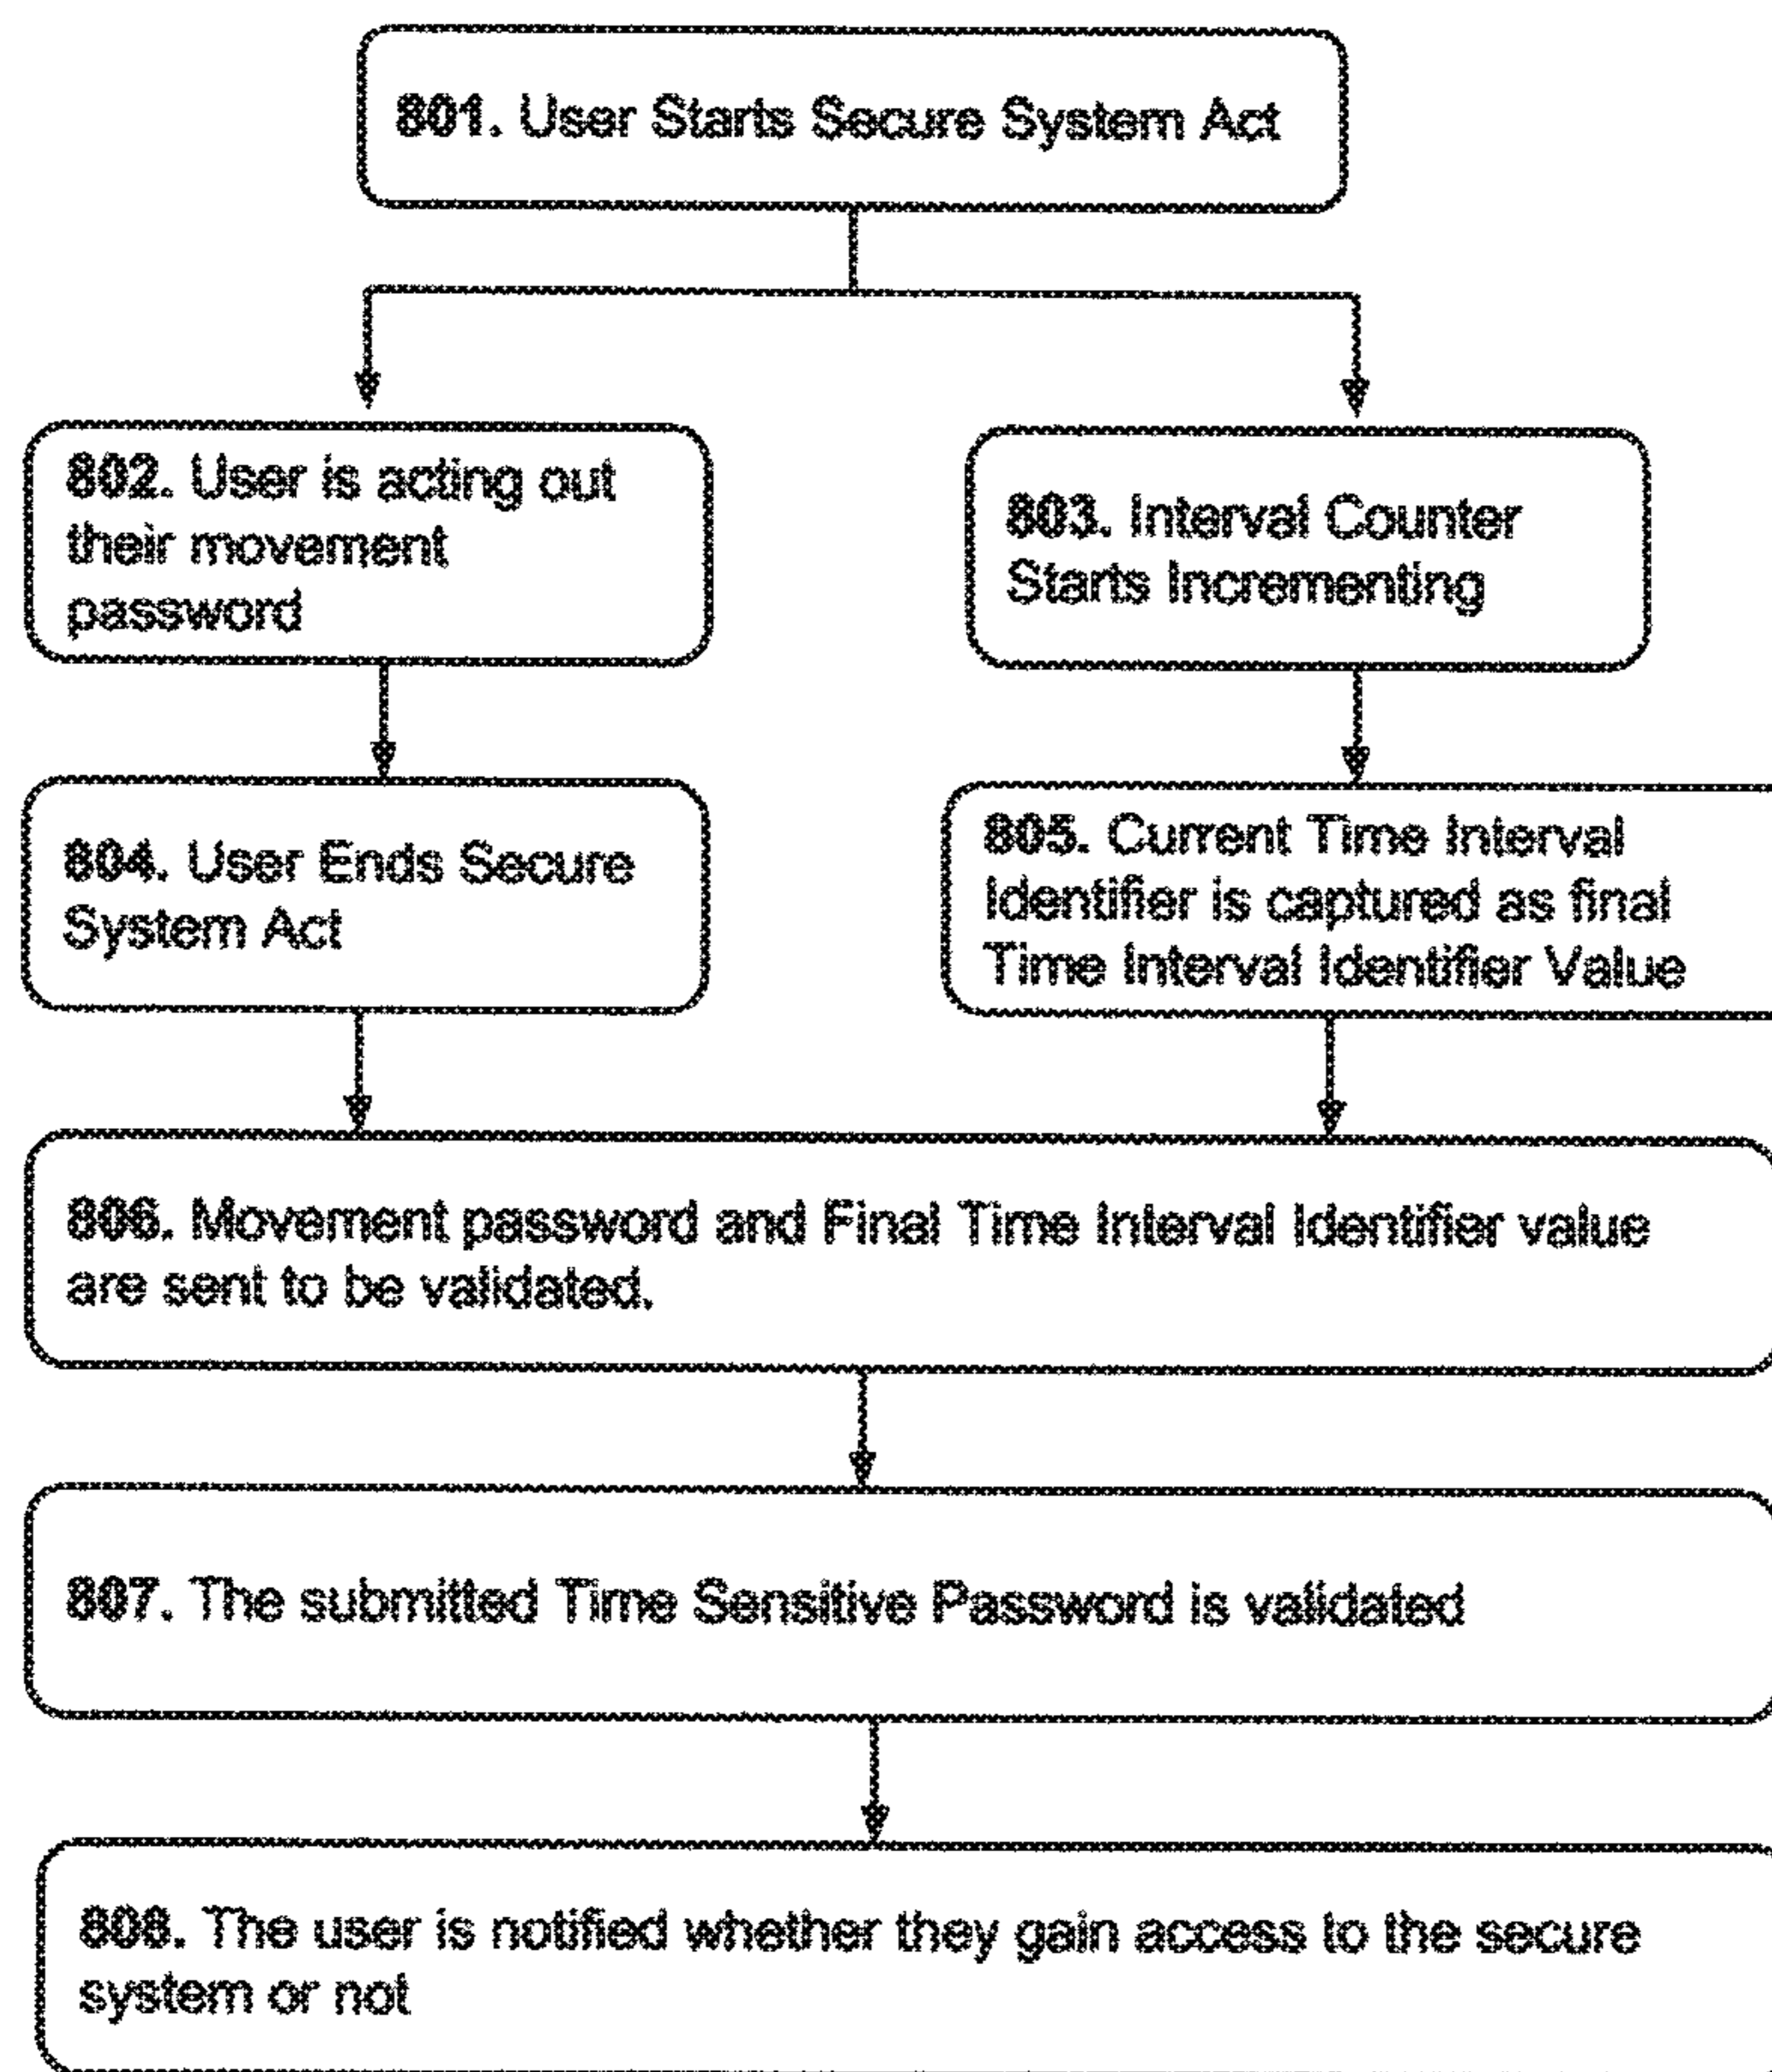 801. User Starts Secure System Act
802. User is acting out
their movement
password
803. Interval Counter
Starts Incrementing
804. User Ends Secure
System Act
805. Current Time Interval
Identifier is captured as final
Time Interval Identifier Value
806. Movement password and Final Time Interval Identifier value
are sent to be validated.
807. The submitted Time Sensitive Password is validated
808. The user is notified whether they gain access to the secure
system or not